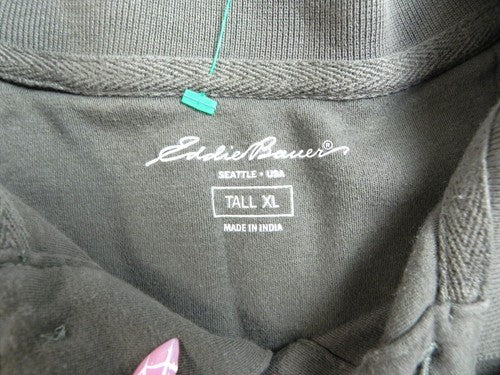 Eddie Bauer®
SEATTLE • USA
TALL XL
MADE IN INDIA